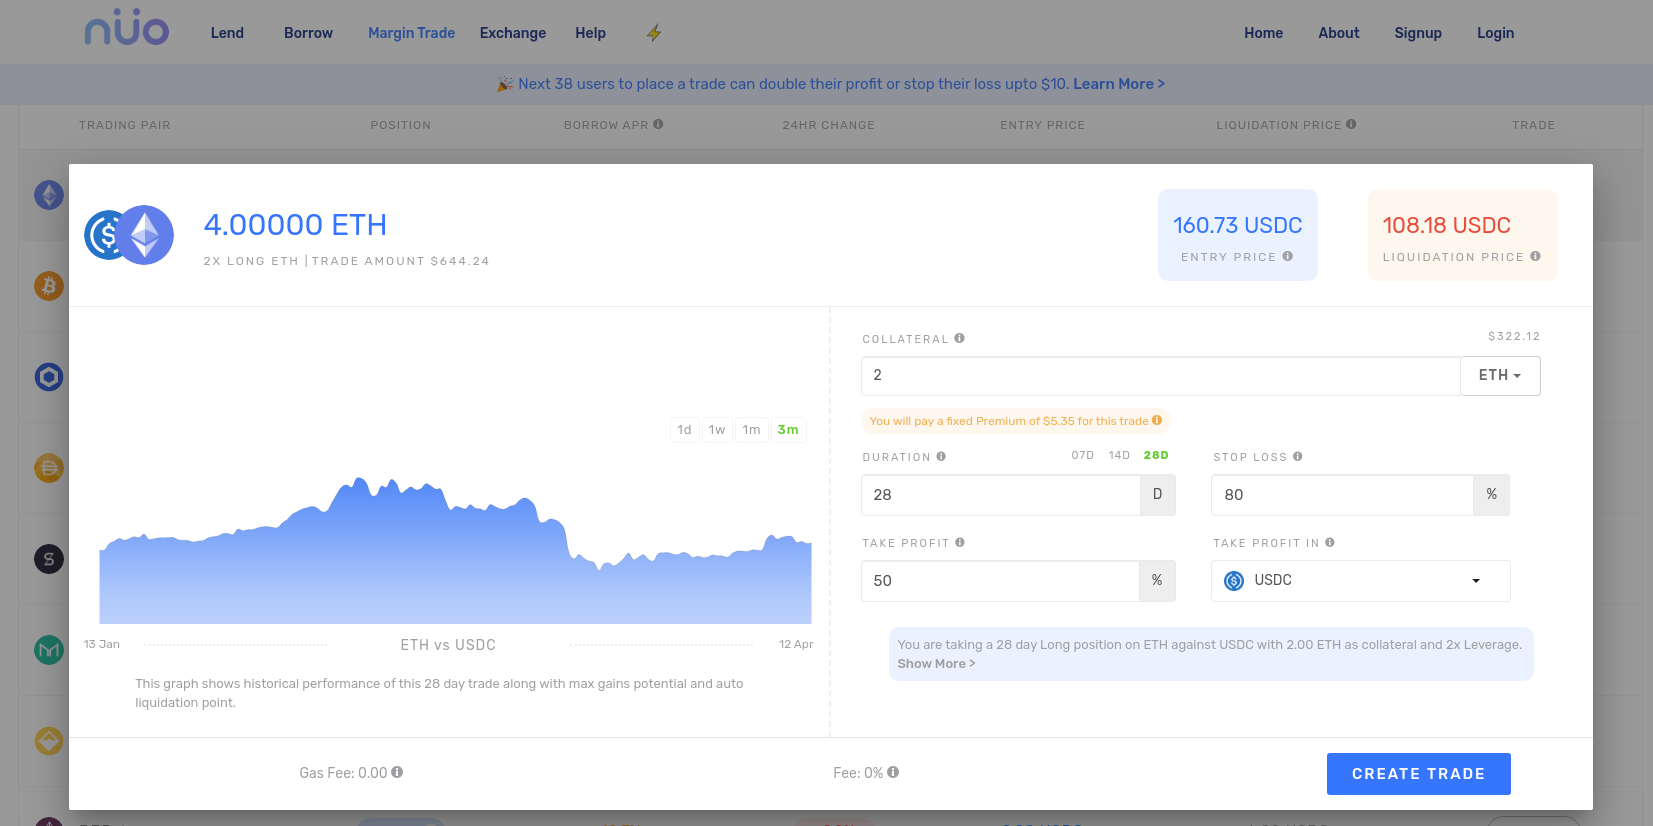 nüo Lend Borrow Margin Trade Exchange Help Home About Signup Login
Next 38 users to place a trade can double their profit or stop their loss upto $10. Learn More >
TRADING PAIR POSITION BORROW APR 24HR CHANGE ENTRY PRICE LIQUIDATION PRICE TRADE
4.00000 ETH
2X LONG ETH | TRADE AMOUNT $644.24
160.73 USDC
ENTRY PRICE
108.18 USDC
LIQUIDATION PRICE
1d 1w 1m 3m
13 Jan ETH vs USDC 12 Apr
This graph shows historical performance of this 28 day trade along with max gains potential and auto
liquidation point.
COLLATERAL $322.12
2 ETH
You will pay a fixed Premium of $5.35 for this trade
DURATION 07D 14D 28D
28 D
STOP LOSS
80 %
TAKE PROFIT
50 %
TAKE PROFIT IN
USDC
You are taking a 28 day Long position on ETH against USDC with 2.00 ETH as collateral and 2x Leverage.
Show More >
Gas Fee: 0.00 Fee: 0% CREATE TRADE